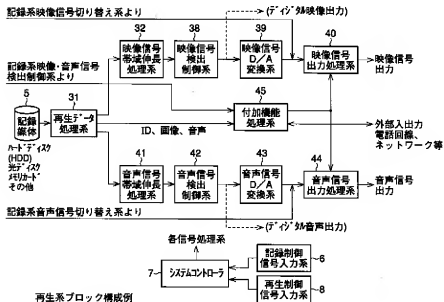 記録系映像信号切り替え系より
(ディジタル映像出力)
32
38
39
40
映像信号
帯域伸長
処理系
映像信号
検出
制御系
映像信号
D/A
変換系
映像信号
出力処理系
映像信号
出力
記録系映像・音声信号
検出制御系より
5
31
45
記録
媒体
再生データ
処理系
付加機能
処理系
ID、画像、音声
外部入出力
電話回線、
ネットワーク等
ハードディスク
(HDD)
光ディスク
メモリカード
その他
41
42
43
44
音声信号
帯域伸長
処理系
音声信号
検出
制御系
音声信号
D/A
変換系
音声信号
出力処理系
音声信号
出力
記録系音声信号切り替え系より
(ディジタル音声出力)
各信号処理系
7
システムコントローラ
記録制御
信号入力系
6
再生制御
信号入力系
8
再生系ブロック構成例